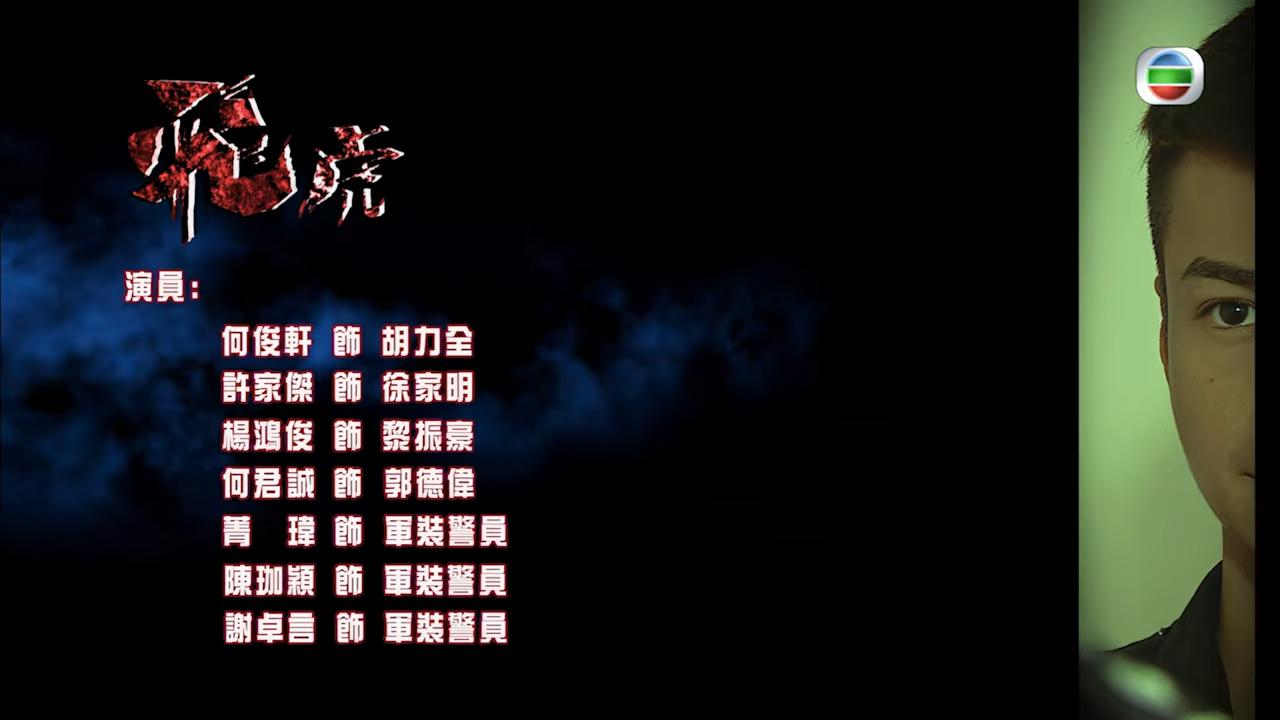 飛虎
演員:
何俊軒 飾 胡力全
許家傑 飾 徐家明
楊鴻俊 飾 黎振豪
何君誠 飾 郭德偉
菁 瑋 飾 軍裝警員
陳珈穎 飾 軍裝警員
謝卓言 飾 軍裝警員